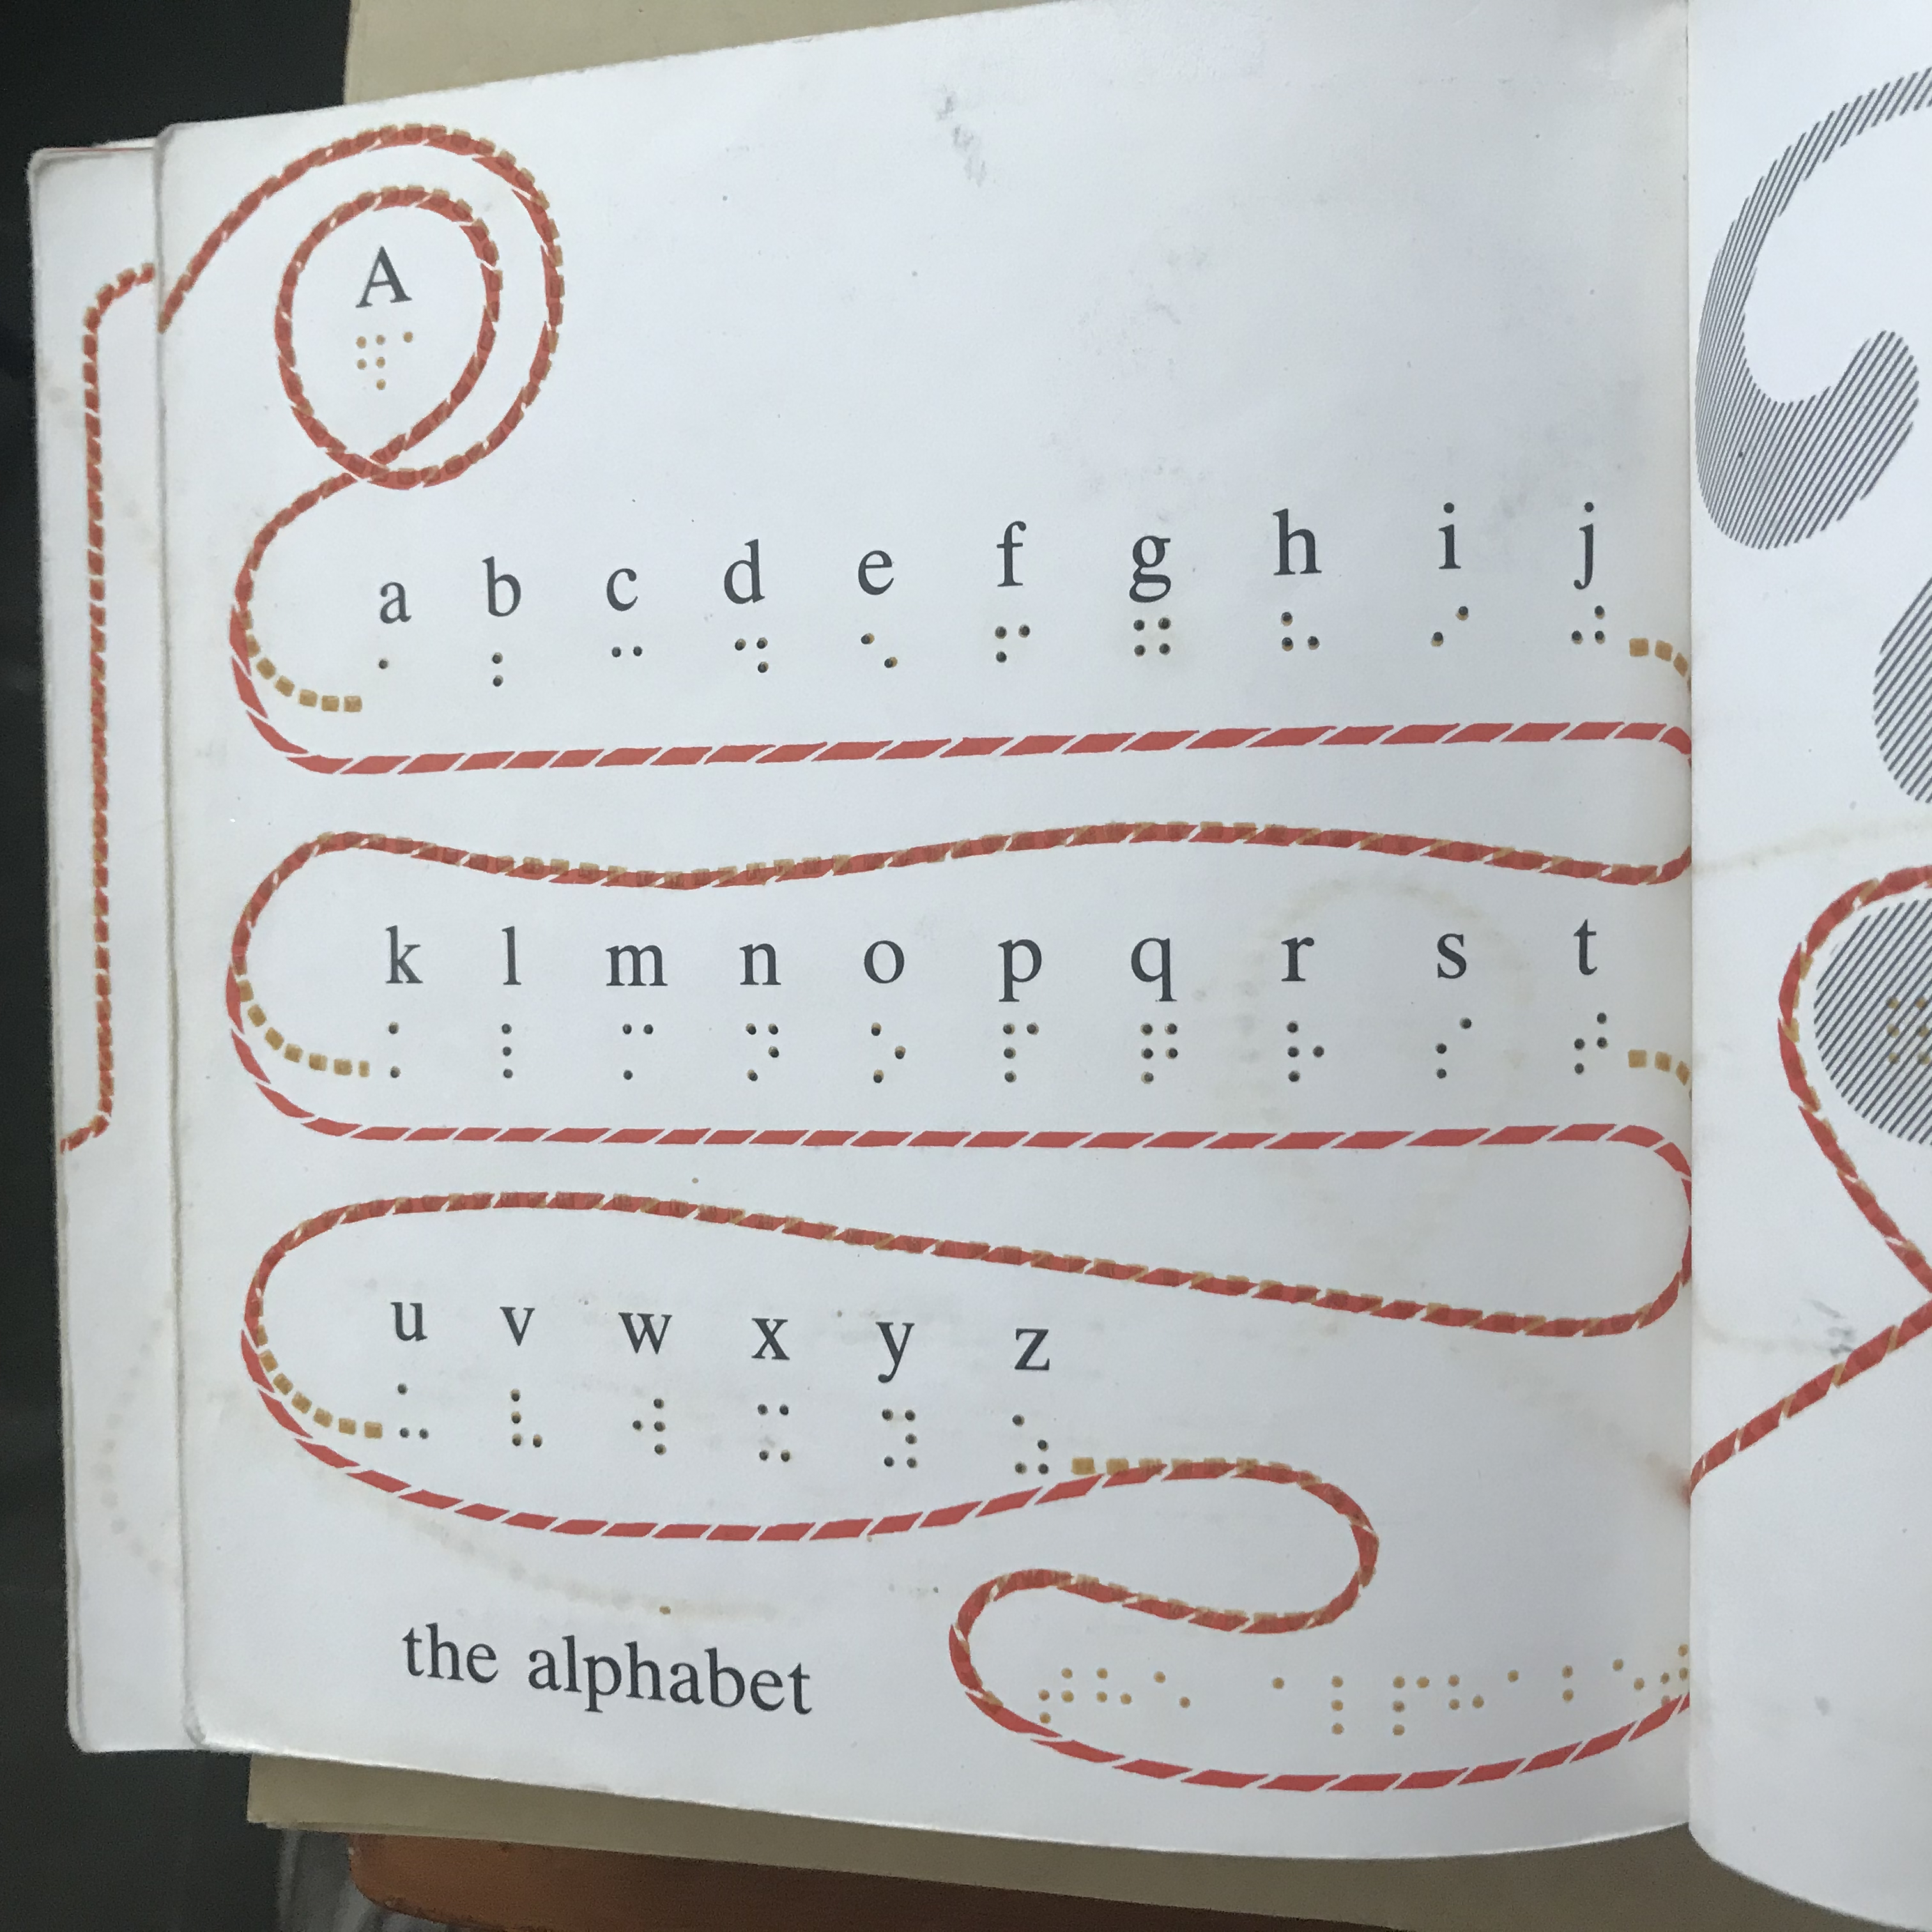 A
a b c d e f g h i j
⠁ ⠃ ⠉ ⠙ ⠑ ⠋ ⠛ ⠓ ⠊ ⠚
k l m n o p q r s t
⠅ ⠇ ⠍ ⠝ ⠕ ⠏ ⠟ ⠗ ⠎ ⠞
u v w x y z
⠥ ⠧ ⠺ ⠭ ⠽ ⠵
the alphabet
⠞⠓⠑ ⠁⠇⠏⠓⠁⠃⠑⠞